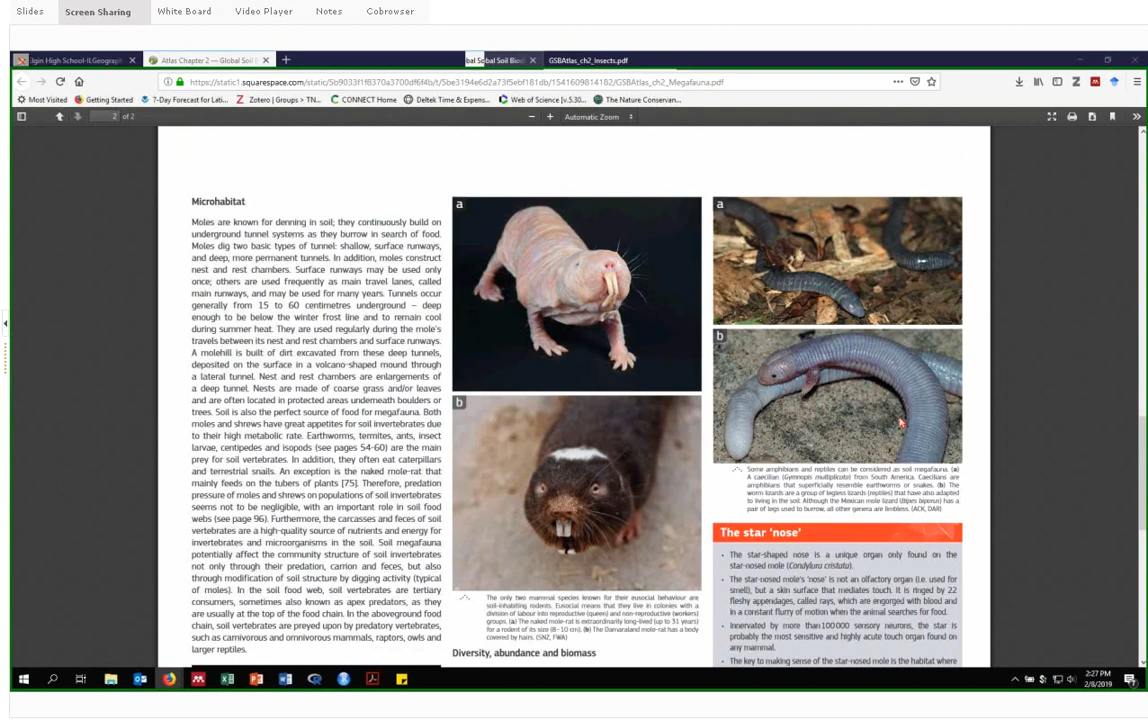 Slides Screen Sharing White Board Video Player Notes Cobrowser
Elgin High School-IL Geograph × Atlas Chapter 2 — Global Soil B × + bal So bal Soil Biod × GSBAtlas_ch2_Insects.pdf
https://static1.squarespace.com/static/5b9033f1f8370a3700df6f4b/t/5be3194e6d2a73f5ebf181db/1541609814182/GSBAtlas_ch2_Megafauna.pdf
Most Visited Getting Started 7-Day Forecast for Lati... Zotero | Groups > TN... CONNECT Home Deltek Time & Expens... Web of Science [v.5.30... The Nature Conservan...
2 of 2 Automatic Zoom
Microhabitat
Moles are known for denning in soil; they continuously build on
underground tunnel systems as they burrow in search of food.
Moles dig two basic types of tunnel: shallow, surface runways,
and deep, more permanent tunnels. In addition, moles construct
nest and rest chambers. Surface runways may be used only
once; others are used frequently as main travel lanes, called
main runways, and may be used for many years. Tunnels occur
generally from 15 to 60 centimetres underground – deep
enough to be below the winter frost line and to remain cool
during summer heat. They are used regularly during the mole's
travels between its nest and rest chambers and surface runways.
A molehill is built of dirt excavated from these deep tunnels,
deposited on the surface in a volcano-shaped mound through
a lateral tunnel. Nest and rest chambers are enlargements of
a deep tunnel. Nests are made of coarse grass and/or leaves
and are often located in protected areas underneath boulders or
trees. Soil is also the perfect source of food for megafauna. Both
moles and shrews have great appetites for soil invertebrates due
to their high metabolic rate. Earthworms, termites, ants, insect
larvae, centipedes and isopods (see pages 54-60) are the main
prey for soil vertebrates. In addition, they often eat caterpillars
and terrestrial snails. An exception is the naked mole-rat that
mainly feeds on the tubers of plants [75]. Therefore, predation
pressure of moles and shrews on populations of soil invertebrates
seems not to be negligible, with an important role in soil food
webs (see page 96). Furthermore, the carcasses and feces of soil
vertebrates are a high-quality source of nutrients and energy for
invertebrates and microorganisms in the soil. Soil megafauna
potentially affect the community structure of soil invertebrates
not only through their predation, carrion and feces, but also
through modification of soil structure by digging activity (typical
of moles). In the soil food web, soil vertebrates are tertiary
consumers, sometimes also known as apex predators, as they
are usually at the top of the food chain. In the aboveground food
chain, soil vertebrates are preyed upon by predatory vertebrates,
such as carnivorous and omnivorous mammals, raptors, owls and
larger reptiles.
a
b
The only two mammal species known for their eusocial behaviour are
soil-inhabiting rodents. Eusocial means that they live in colonies with a
division of labour into reproductive (queen) and non-reproductive (workers)
groups. (a) The naked mole-rat is extraordinarily long-lived (up to 31 years)
for a rodent of its size (8-10 cm). (b) The Damaraland mole-rat has a body
covered by hairs. (SNZ, FWA)
Diversity, abundance and biomass
a
b
Some amphibians and reptiles can be considered as soil megafauna. (a)
A caecilian (Gymnopis multiplicata) from South America. Caecilians are
amphibians that superficially resemble earthworms or snakes. (b) The
worm lizards are a group of legless lizards (reptiles) that have also adapted
to living in the soil. Although the Mexican mole lizard (Bipes biporus) has a
pair of legs used to burrow, all other genera are limbless. (ACK, DAR)
The star 'nose'
• The star-shaped nose is a unique organ only found on the
star-nosed mole (Condylura cristata).
• The star-nosed mole's 'nose' is not an olfactory organ (i.e. used for
smell), but a skin surface that mediates touch. It is ringed by 22
fleshy appendages, called rays, which are engorged with blood and
in a constant flurry of motion when the animal searches for food.
• Innervated by more than 100 000 sensory neurons, the star is
probably the most sensitive and highly acute touch organ found on
any mammal.
• The key to making sense of the star-nosed mole is the habitat where
2:27 PM
2/8/2019